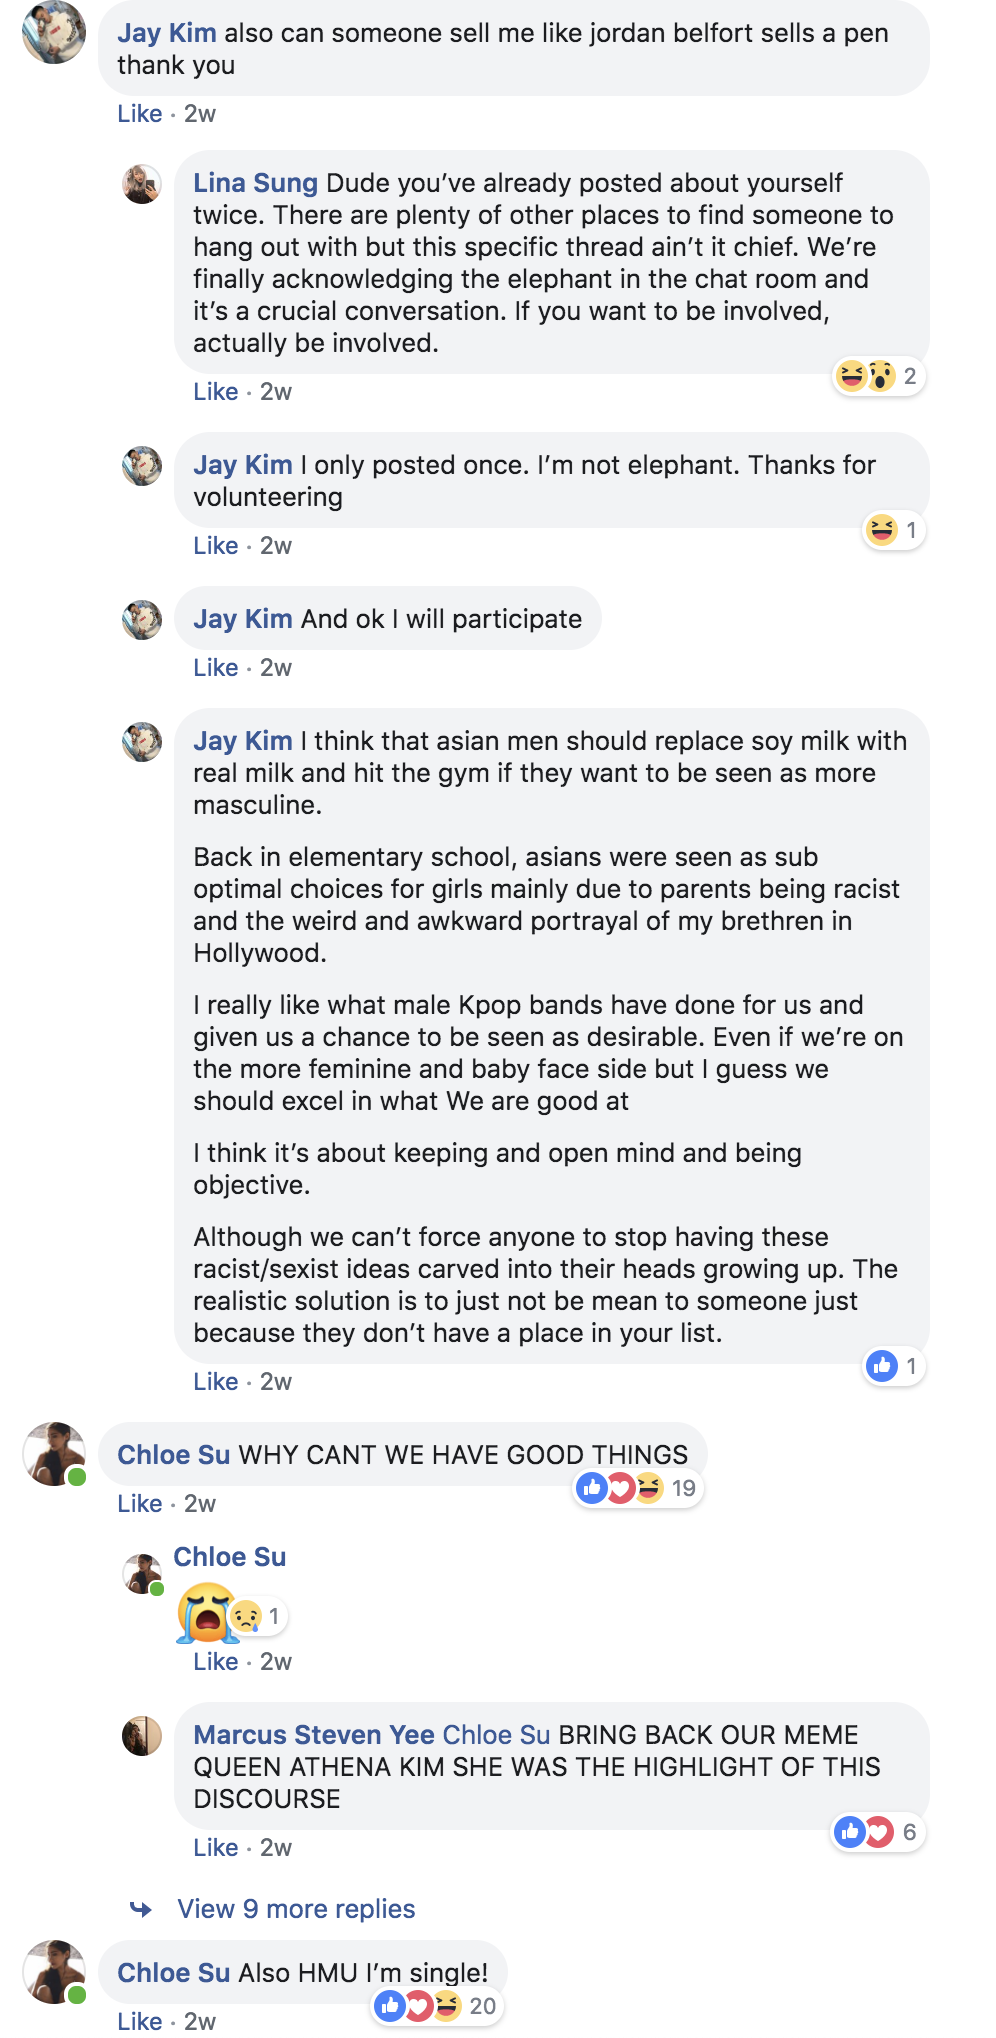 Jay Kim also can someone sell me like jordan belfort sells a pen
thank you
Like · 2w
Lina Sung Dude you've already posted about yourself
twice. There are plenty of other places to find someone to
hang out with but this specific thread ain't it chief. We're
finally acknowledging the elephant in the chat room and
it's a crucial conversation. If you want to be involved,
actually be involved.
2
Like · 2w
Jay Kim I only posted once. I'm not elephant. Thanks for
volunteering
1
Like · 2w
Jay Kim And ok I will participate
Like · 2w
Jay Kim I think that asian men should replace soy milk with
real milk and hit the gym if they want to be seen as more
masculine.
Back in elementary school, asians were seen as sub
optimal choices for girls mainly due to parents being racist
and the weird and awkward portrayal of my brethren in
Hollywood.
I really like what male Kpop bands have done for us and
given us a chance to be seen as desirable. Even if we're on
the more feminine and baby face side but I guess we
should excel in what We are good at
I think it's about keeping and open mind and being
objective.
Although we can't force anyone to stop having these
racist/sexist ideas carved into their heads growing up. The
realistic solution is to just not be mean to someone just
because they don't have a place in your list.
1
Like · 2w
Chloe Su WHY CANT WE HAVE GOOD THINGS
19
Like · 2w
Chloe Su
1
Like · 2w
Marcus Steven Yee Chloe Su BRING BACK OUR MEME
QUEEN ATHENA KIM SHE WAS THE HIGHLIGHT OF THIS
DISCOURSE
6
Like · 2w
View 9 more replies
Chloe Su Also HMU I'm single!
20
Like · 2w